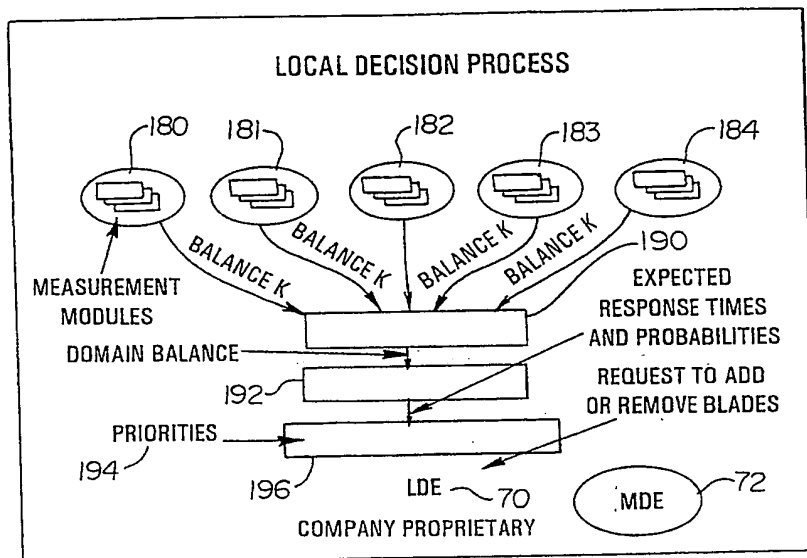 LOCAL DECISION PROCESS
180
181
182
183
184
BALANCE K
BALANCE K
BALANCE K
BALANCE K
190
MEASUREMENT
MODULES
EXPECTED
RESPONSE TIMES
AND PROBABILITIES
DOMAIN BALANCE
192
REQUEST TO ADD
OR REMOVE BLADES
PRIORITIES
194
196
LDE
70
MDE
72
COMPANY PROPRIETARY